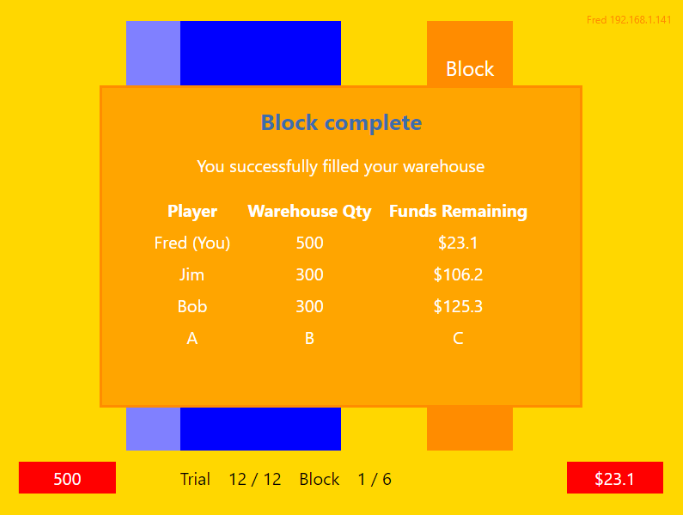 Fred 192.168.1.141
Block
Block complete
You successfully filled your warehouse
Player Warehouse Qty Funds Remaining
Fred (You) 500 $23.1
Jim 300 $106.2
Bob 300 $125.3
A B C
500 Trial 12 / 12 Block 1 / 6 $23.1